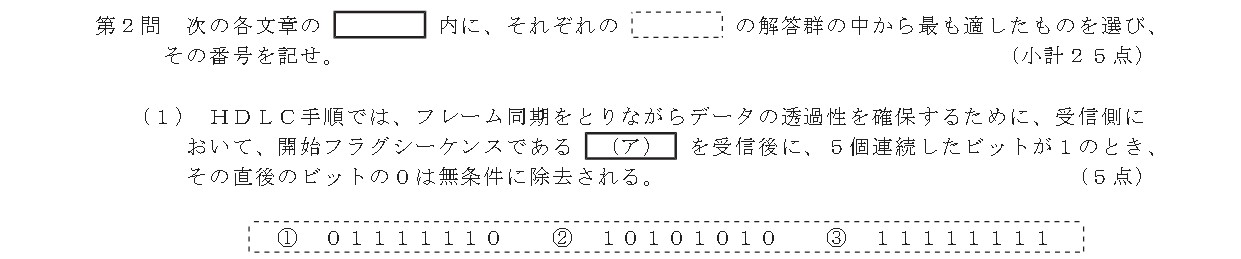 第２問　次の各文章の　　　　内に、それぞれの　　　　の解答群の中から最も適したものを選び、
その番号を記せ。　（小計２５点）
（１）　ＨＤＬＣ手順では、フレーム同期をとりながらデータの透過性を確保するために、受信側に
おいて、開始フラグシーケンスである （ア） を受信後に、５個連続したビットが１のとき、
その直後のビットの０は無条件に除去される。　（５点）
①　０１１１１１１０　②　１０１０１０１０　③　１１１１１１１１